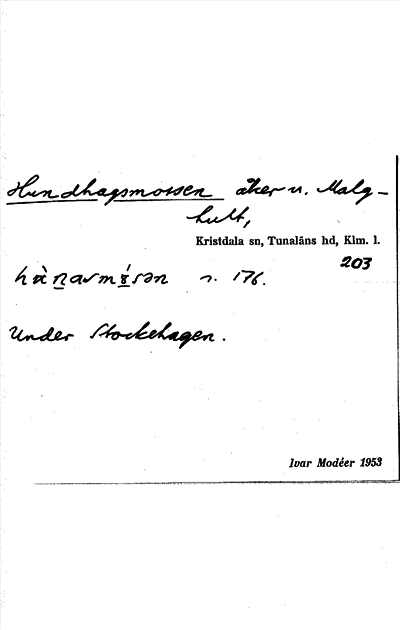 Hundhagsmossen åker u. Malg-
hult,
Kristdala sn, Tunaläns hd, Klm. l.
203
n. 176.
Under Stockehagen.
Ivar Modéer 1953